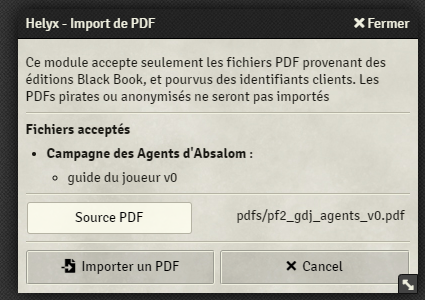 Helyx - Import de PDF
Fermer
Ce module accepte seulement les fichiers PDF provenant des
éditions Black Book, et pourvus des identifiants clients. Les
PDFs pirates ou anonymisés ne seront pas importés
Fichiers acceptés
Campagne des Agents d'Absalom :
guide du joueur v0
Source PDF
pdfs/pf2_gdj_agents_v0.pdf
Importer un PDF
Cancel